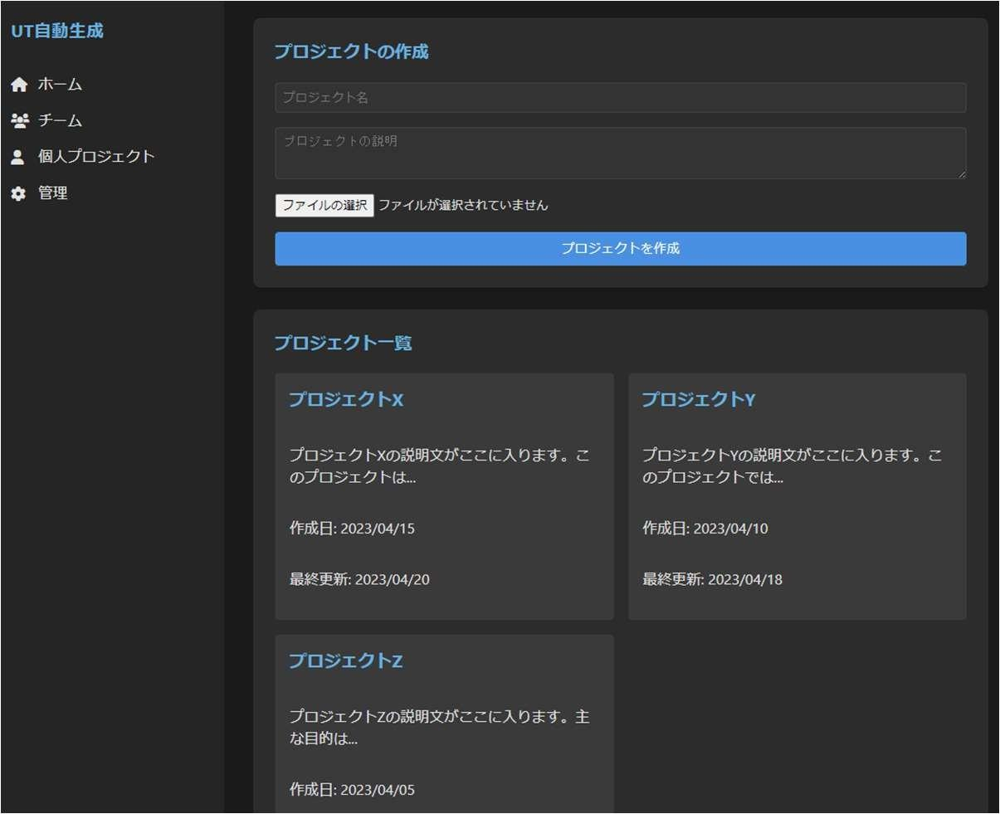 UT自動生成
ホーム
チーム
個人プロジェクト
管理
プロジェクトの作成
プロジェクト名
プロジェクトの説明
ファイルの選択 ファイルが選択されていません
プロジェクトを作成
プロジェクト一覧
プロジェクトX
プロジェクトXの説明文がここに入ります。こ
のプロジェクトは...
作成日: 2023/04/15
最終更新: 2023/04/20
プロジェクトY
プロジェクトYの説明文がここに入ります。こ
のプロジェクトでは...
作成日: 2023/04/10
最終更新: 2023/04/18
プロジェクトZ
プロジェクトZの説明文がここに入ります。主
な目的は...
作成日: 2023/04/05